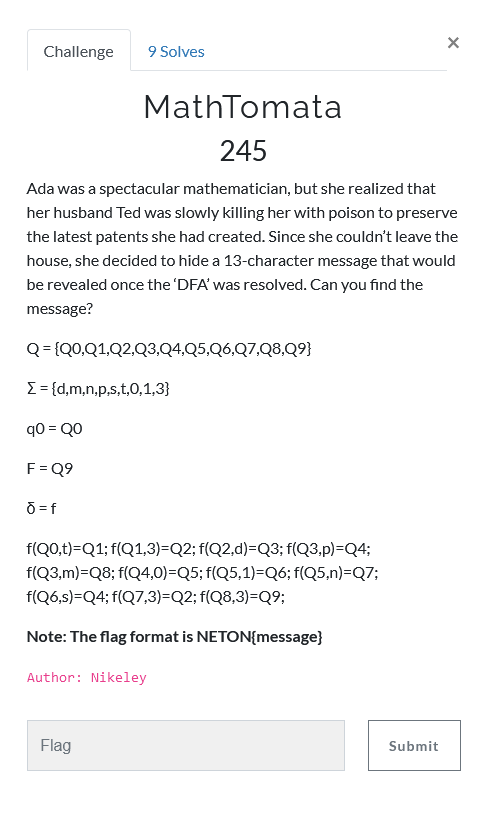 Challenge
9 Solves
×
MathTomata
245
Ada was a spectacular mathematician, but she realized that
her husband Ted was slowly killing her with poison to preserve
the latest patents she had created. Since she couldn’t leave the
house, she decided to hide a 13-character message that would
be revealed once the ‘DFA’ was resolved. Can you find the
message?
Q = {Q0,Q1,Q2,Q3,Q4,Q5,Q6,Q7,Q8,Q9}
Σ = {d,m,n,p,s,t,0,1,3}
q0 = Q0
F = Q9
δ = f
f(Q0,t)=Q1; f(Q1,3)=Q2; f(Q2,d)=Q3; f(Q3,p)=Q4;
f(Q3,m)=Q8; f(Q4,0)=Q5; f(Q5,1)=Q6; f(Q5,n)=Q7;
f(Q6,s)=Q4; f(Q7,3)=Q2; f(Q8,3)=Q9;
Note: The flag format is NETON{message}
Author: Nikeley
Flag
Submit